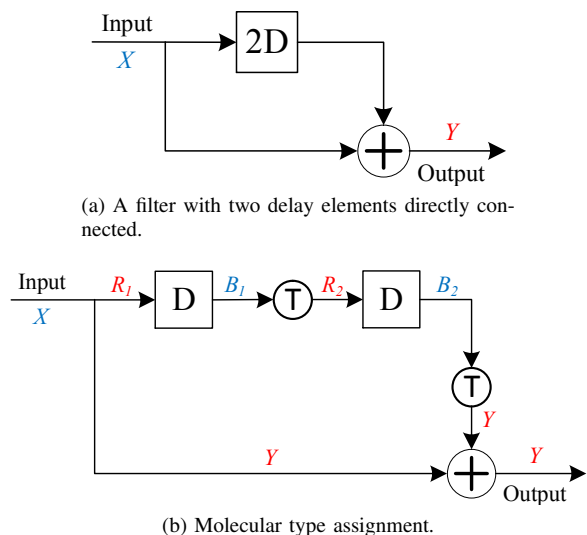 Input
X
2D
Y
Output
(a) A filter with two delay elements directly con-
nected.
Input
X
R1
D
B1
T
R2
D
B2
T
Y
Y
Y
Output
(b) Molecular type assignment.